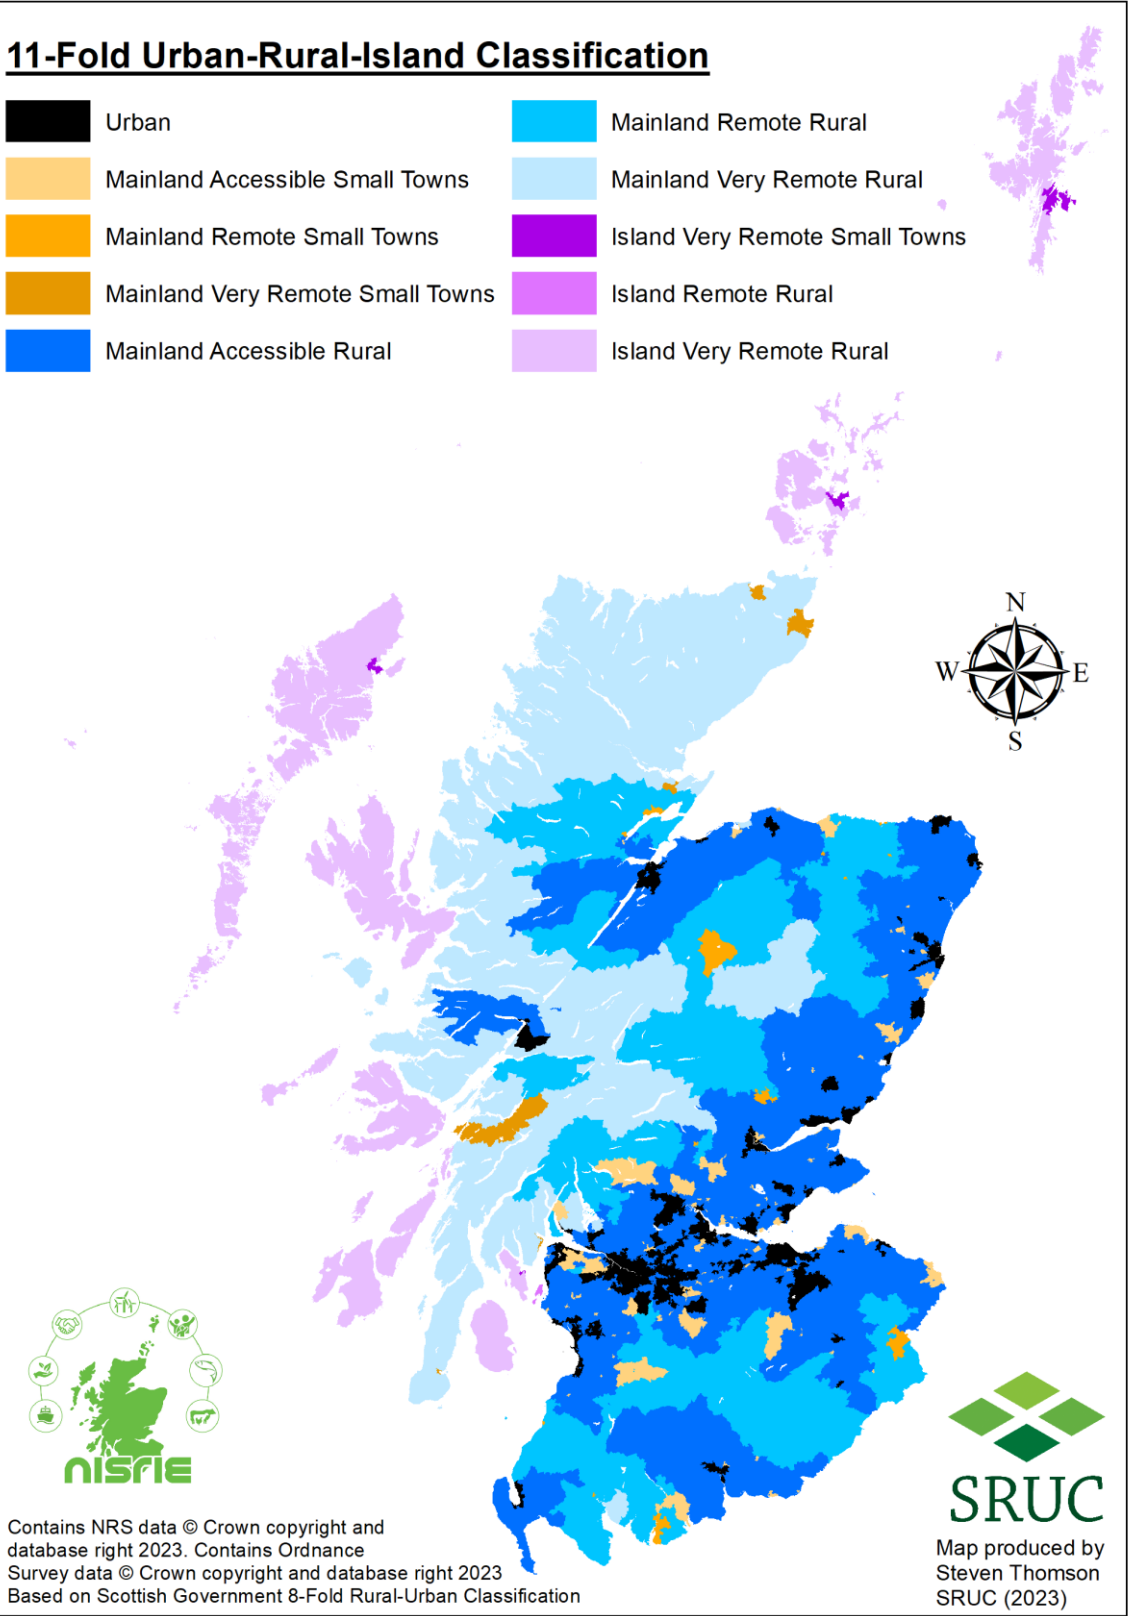 11-Fold Urban-Rural-Island Classification
Urban
Mainland Accessible Small Towns
Mainland Remote Small Towns
Mainland Very Remote Small Towns
Mainland Accessible Rural
Mainland Remote Rural
Mainland Very Remote Rural
Island Very Remote Small Towns
Island Remote Rural
Island Very Remote Rural
N
W
E
S
nisrie
SRUC
Contains NRS data © Crown copyright and
database right 2023. Contains Ordnance
Survey data © Crown copyright and database right 2023
Based on Scottish Government 8-Fold Rural-Urban Classification
Map produced by
Steven Thomson
SRUC (2023)